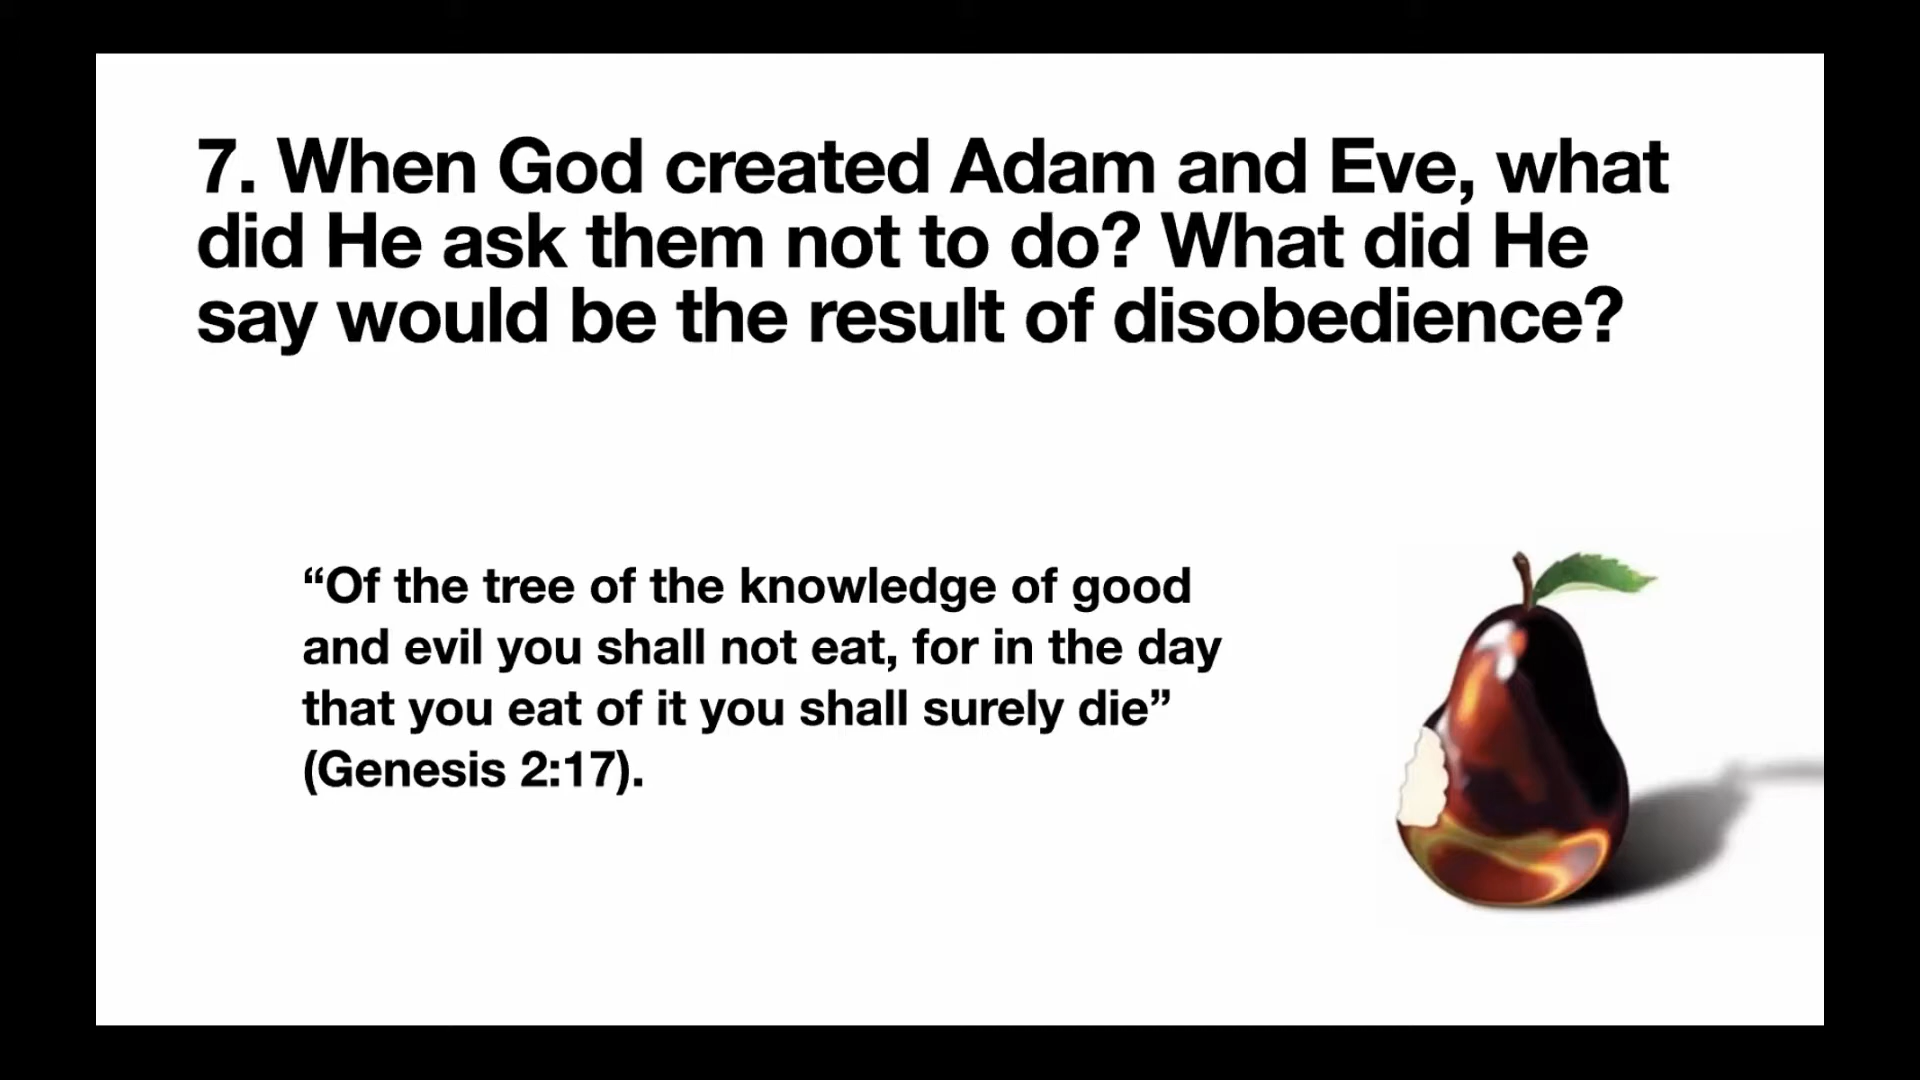 7. When God created Adam and Eve, what
did He ask them not to do? What did He
say would be the result of disobedience?
“Of the tree of the knowledge of good
and evil you shall not eat, for in the day
that you eat of it you shall surely die”
(Genesis 2:17).